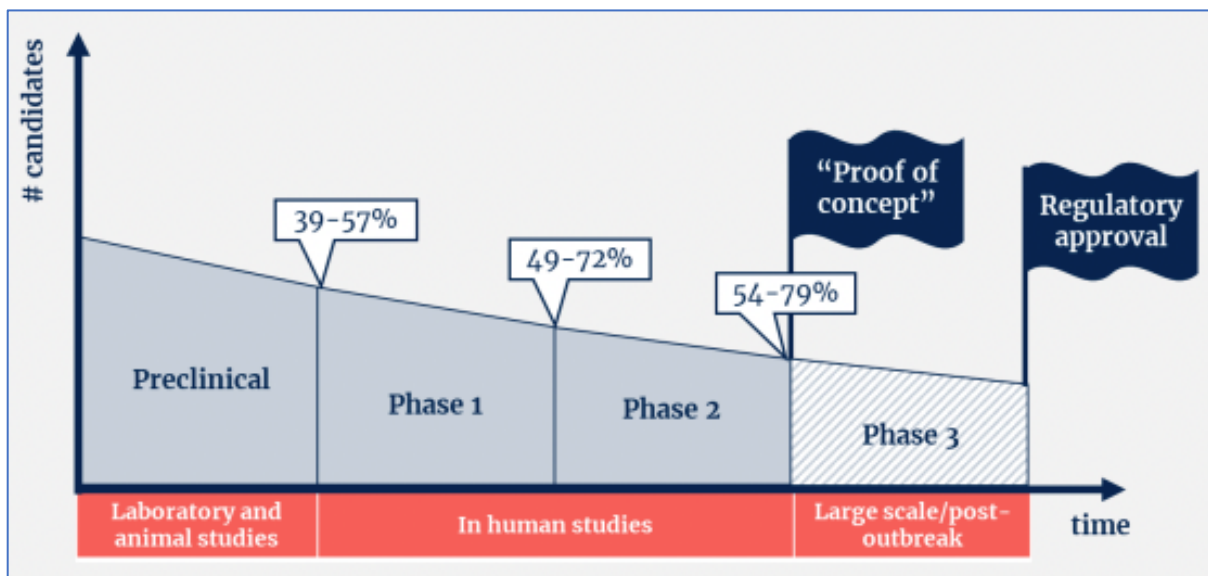 # candidates
“Proof of
concept”
Regulatory
approval
39-57%
49-72%
54-79%
Preclinical
Phase 1
Phase 2
Phase 3
Laboratory and
animal studies
In human studies
Large scale/post-
outbreak
time